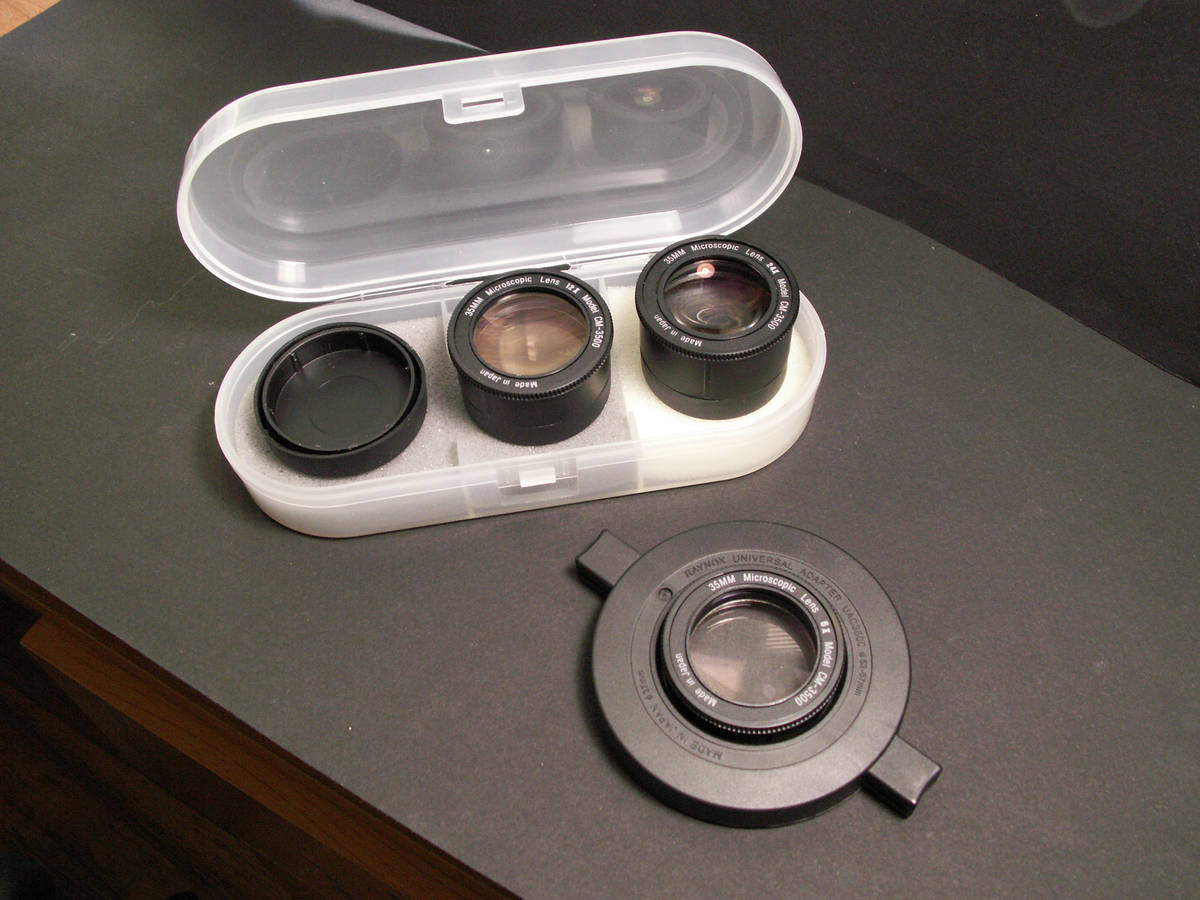 35MM Microscopic Lens 12X Model CM-3500
Made in Japan
35MM Microscopic Lens 24X Model CM-3500
Made in Japan
RAYNOX UNIVERSAL ADAPTER UAC3500 ø 52-67mm
MADE IN JAPAN ø 37mm
35MM Microscopic Lens 6X Model CM-3500
Made in Japan